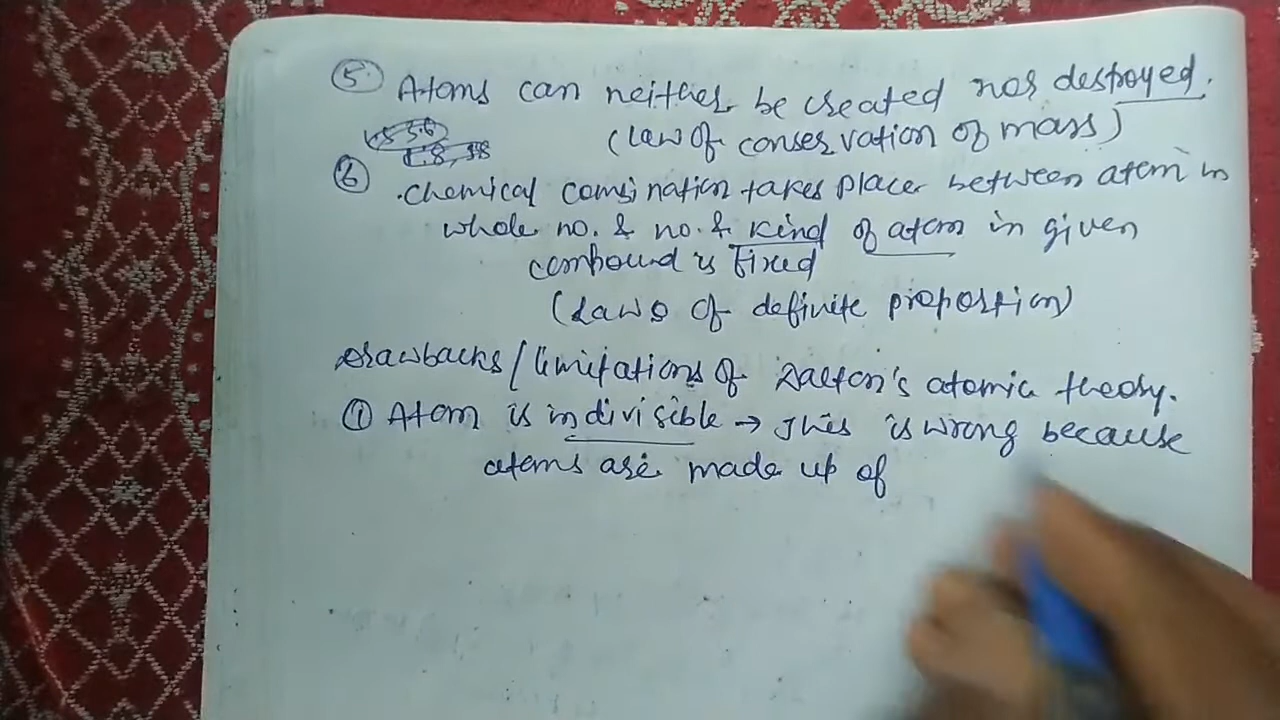 ⑤ Atoms can neither be created nor destroyed.
(Law of conservation of mass)
⑥ Chemical combination takes place between atom in
whole no. & no. & kind of atom in given
compound is fixed
(Laws of definite proportion)
Drawbacks/limitations of Dalton's atomic theory.
① Atom is indivisible → This is wrong because
atoms are made up of